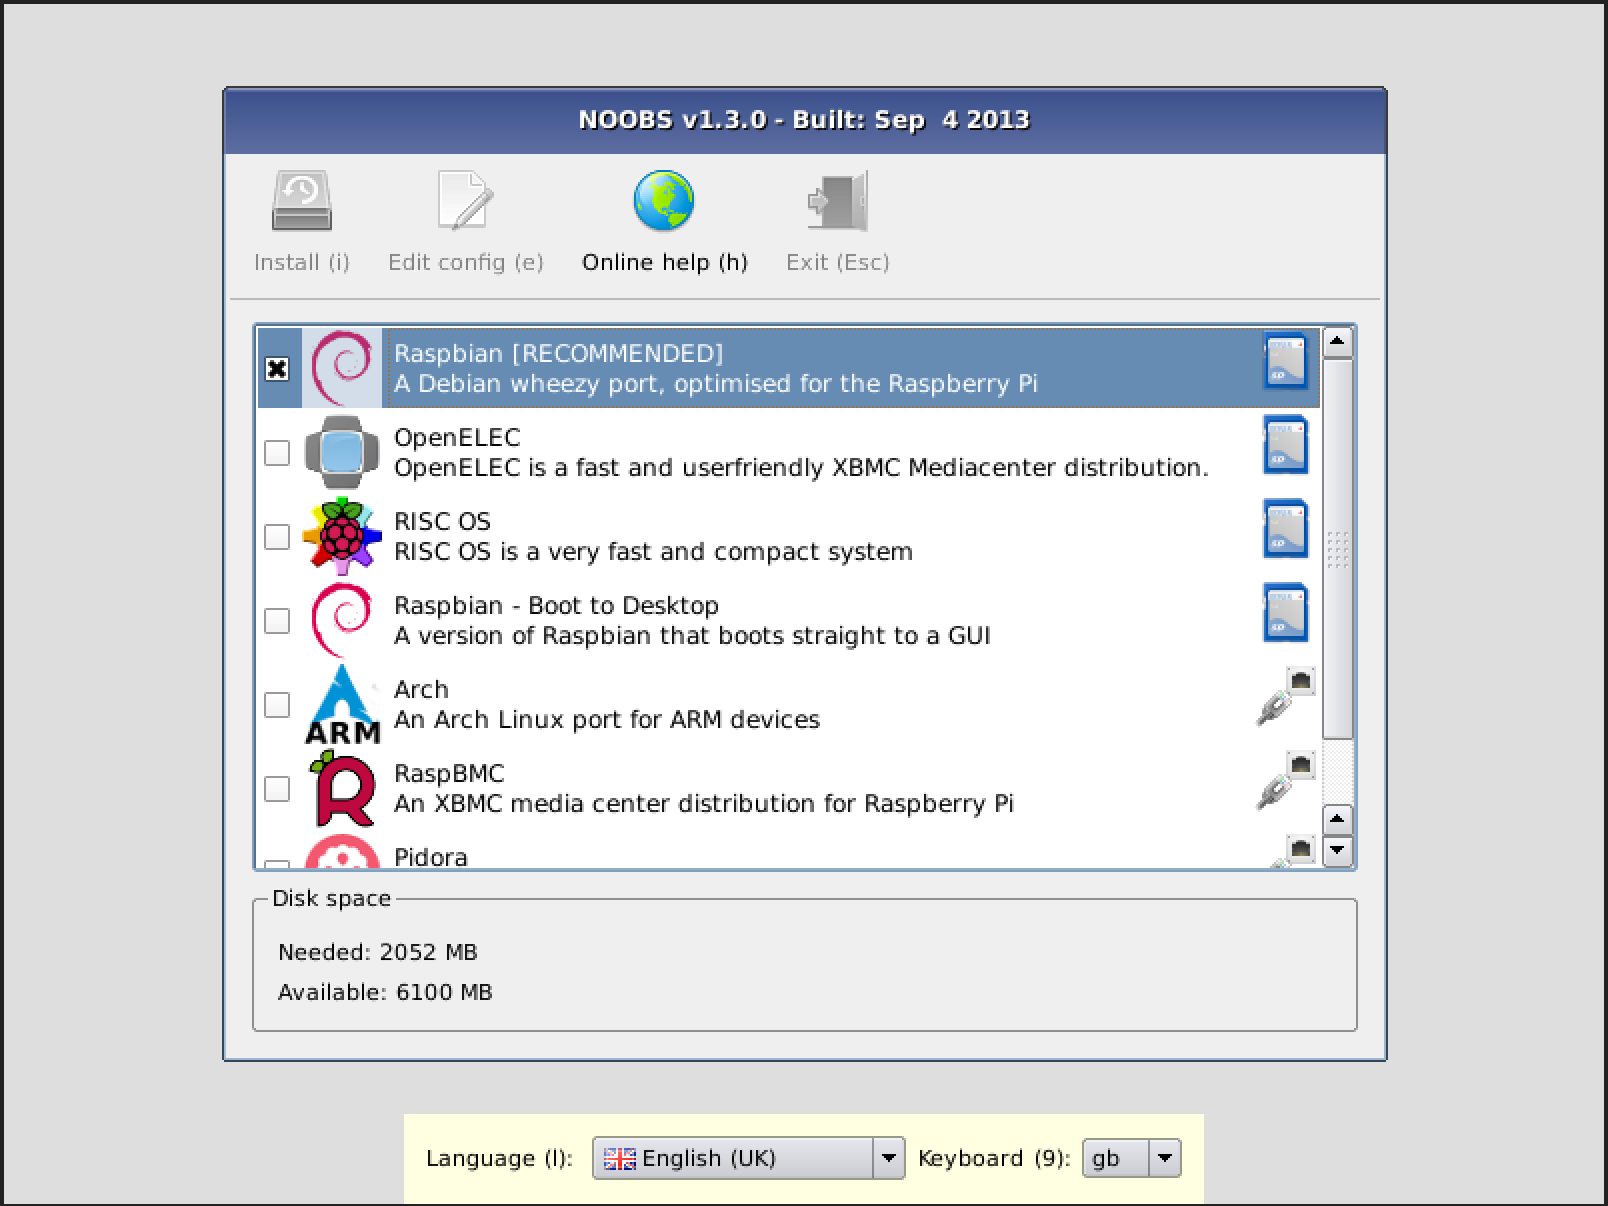 NOOBS v1.3.0 - Built: Sep  4 2013
Install (i)
Edit config (e)
Online help (h)
Exit (Esc)
Raspbian [RECOMMENDED]
A Debian wheezy port, optimised for the Raspberry Pi
OpenELEC
OpenELEC is a fast and userfriendly XBMC Mediacenter distribution.
RISC OS
RISC OS is a very fast and compact system
Raspbian - Boot to Desktop
A version of Raspbian that boots straight to a GUI
ARM
Arch
An Arch Linux port for ARM devices
RaspBMC
An XBMC media center distribution for Raspberry Pi
Pidora
Disk space
Needed: 2052 MB
Available: 6100 MB
Language (l): English (UK) Keyboard (9): gb